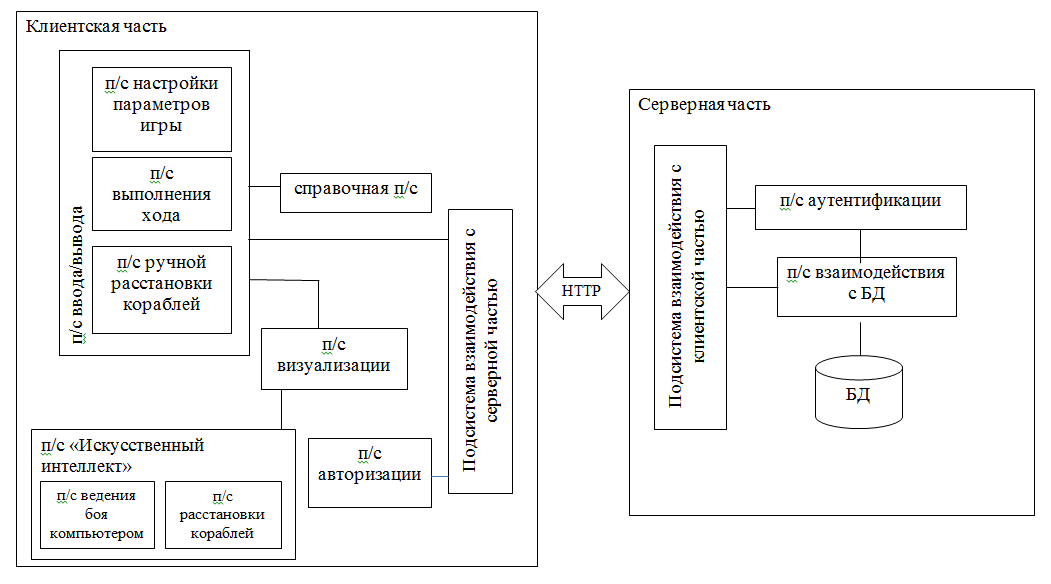 Клиентская часть
п/с ввода/вывода
п/с настройки
параметров
игры
п/с
выполнения
хода
п/с ручной
расстановки
кораблей
справочная п/с
п/с
визуализации
Подсистема взаимодействия с
серверной частью
п/с «Искусственный
интеллект»
п/с ведения
боя
компьютером
п/с
расстановки
кораблей
п/с
авторизации
HTTP
Серверная часть
Подсистема взаимодействия с
клиентской частью
п/с аутентификации
п/с взаимодействия
с БД
БД